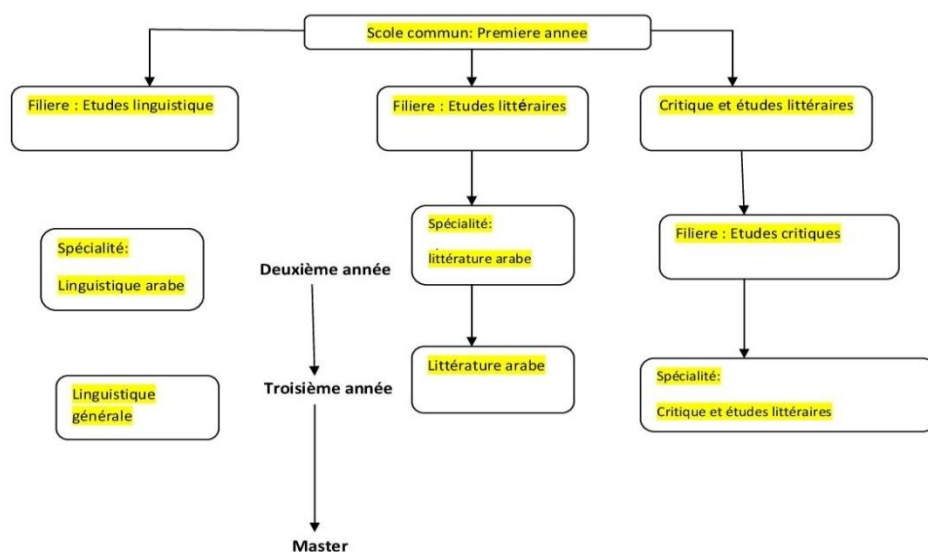 Scole commun: Premiere annee
Filiere : Etudes linguistique
Filiere : Etudes littéraires
Critique et études littéraires
Spécialité:
Linguistique arabe
Deuxième année
Spécialité:
littérature arabe
Filiere : Etudes critiques
Linguistique
générale
Troisième année
Littérature arabe
Spécialité:
Critique et études littéraires
Master